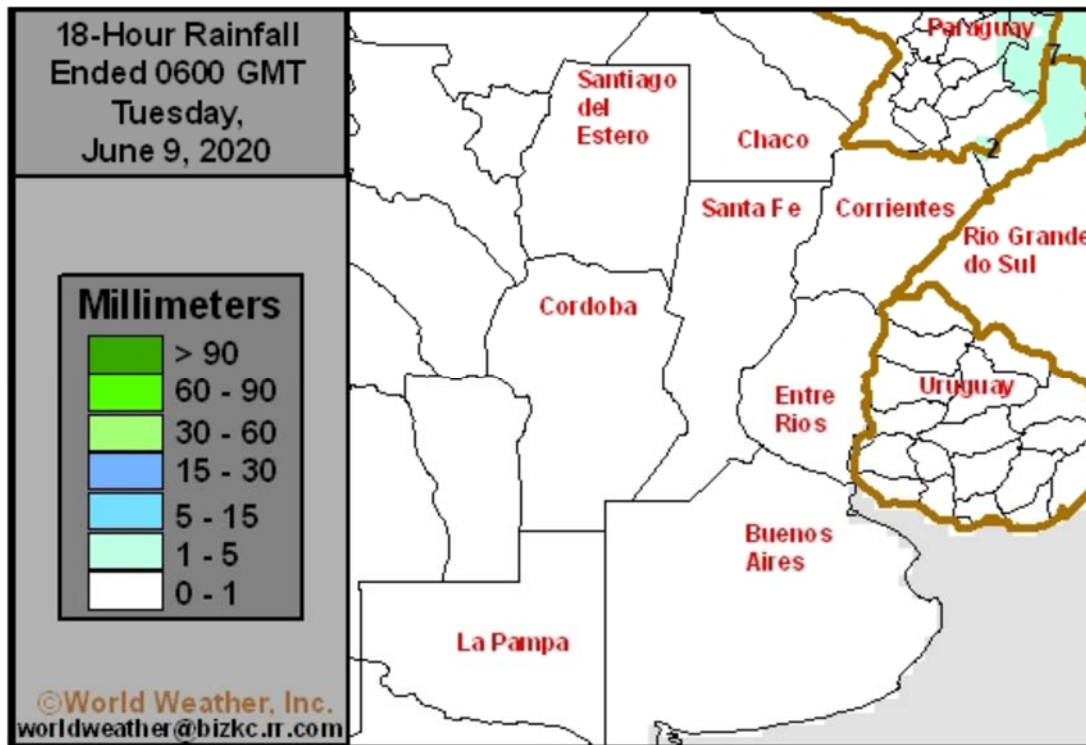 18-Hour Rainfall
Ended 0600 GMT
Tuesday,
June 9, 2020
Millimeters
> 90
60 - 90
30 - 60
15 - 30
5 - 15
1 - 5
0 - 1
©World Weather, Inc.
worldweather@bizkc.rr.com
Paraguay
7
Santiago
del
Estero
Chaco
2
Santa Fe
Corrientes
Rio Grande
do Sul
Cordoba
Uruguay
Entre
Rios
Buenos
Aires
La Pampa